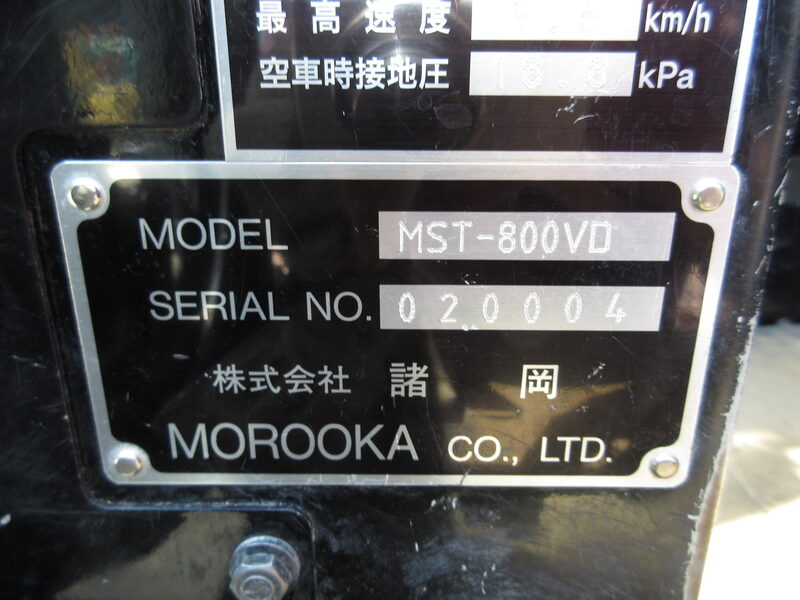 最高速度 km/h
空車時接地圧 18.8 kPa
MODEL MST-800VD
SERIAL NO. 020004
株式会社 諸岡
MOROOKA CO., LTD.